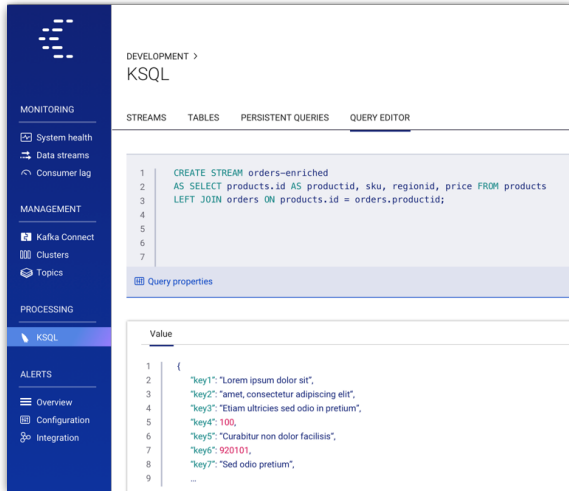 DEVELOPMENT >
KSQL
MONITORING
System health
Data streams
Consumer lag
MANAGEMENT
Kafka Connect
Clusters
Topics
PROCESSING
KSQL
ALERTS
Overview
Configuration
Integration
STREAMS TABLES PERSISTENT QUERIES QUERY EDITOR
1 CREATE STREAM orders-enriched
2 AS SELECT products.id AS productid, sku, regionid, price FROM products
3 LEFT JOIN orders ON products.id = orders.productid;
4
5
6
7
Query properties
Value
1 {
2 "key1": "Lorem ipsum dolor sit",
3 "key2": "amet, consectetur adipiscing elit",
4 "key3": "Etiam ultricies sed odio in pretium",
5 "key4": 100,
6 "key5": "Curabitur non dolor facilisis",
7 "key6": 920101,
8 "key7": "Sed odio pretium",
9 ...